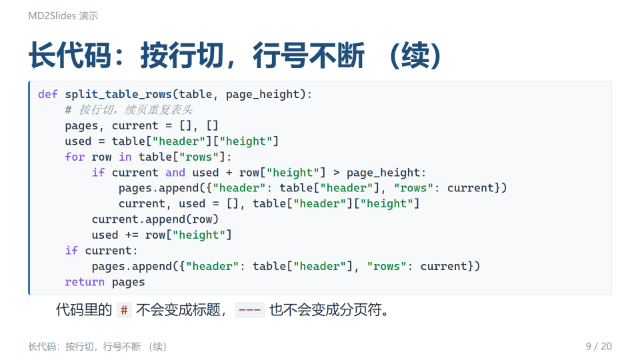 MD2Slides 演示
长代码：按行切，行号不断 （续）
def split_table_rows(table, page_height):
    # 按行切，续页重复表头
    pages, current = [], []
    used = table["header"]["height"]
    for row in table["rows"]:
        if current and used + row["height"] > page_height:
            pages.append({"header": table["header"], "rows": current})
            current, used = [], table["header"]["height"]
        current.append(row)
        used += row["height"]
    if current:
        pages.append({"header": table["header"], "rows": current})
    return pages
代码里的 # 不会变成标题，--- 也不会变成分页符。
长代码：按行切，行号不断 （续）
9 / 20